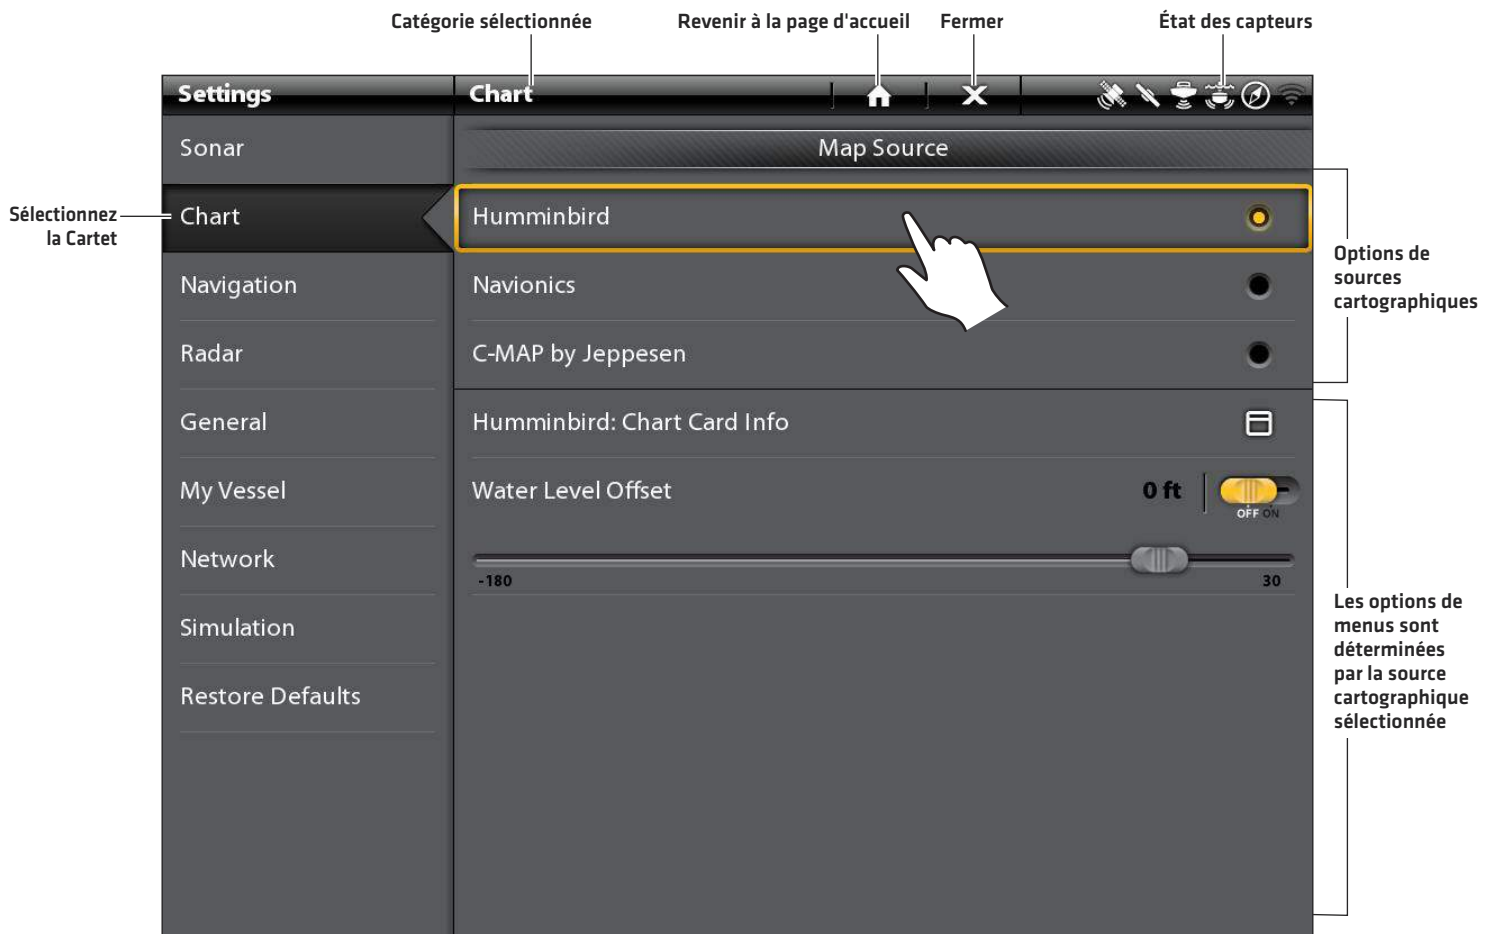 Catégorie sélectionnée
Revenir à la page d'accueil
Fermer
État des capteurs
Settings
Chart
Sonar
Map Source
Sélectionnez
la Cartet
Chart
Humminbird
Options de
sources
cartographiques
Navigation
Navionics
Radar
C-MAP by Jeppesen
General
Humminbird: Chart Card Info
My Vessel
Water Level Offset
0 ft
OFF ON
Network
-180
30
Simulation
Restore Defaults
Les options de
menus sont
déterminées
par la source
cartographique
sélectionnée